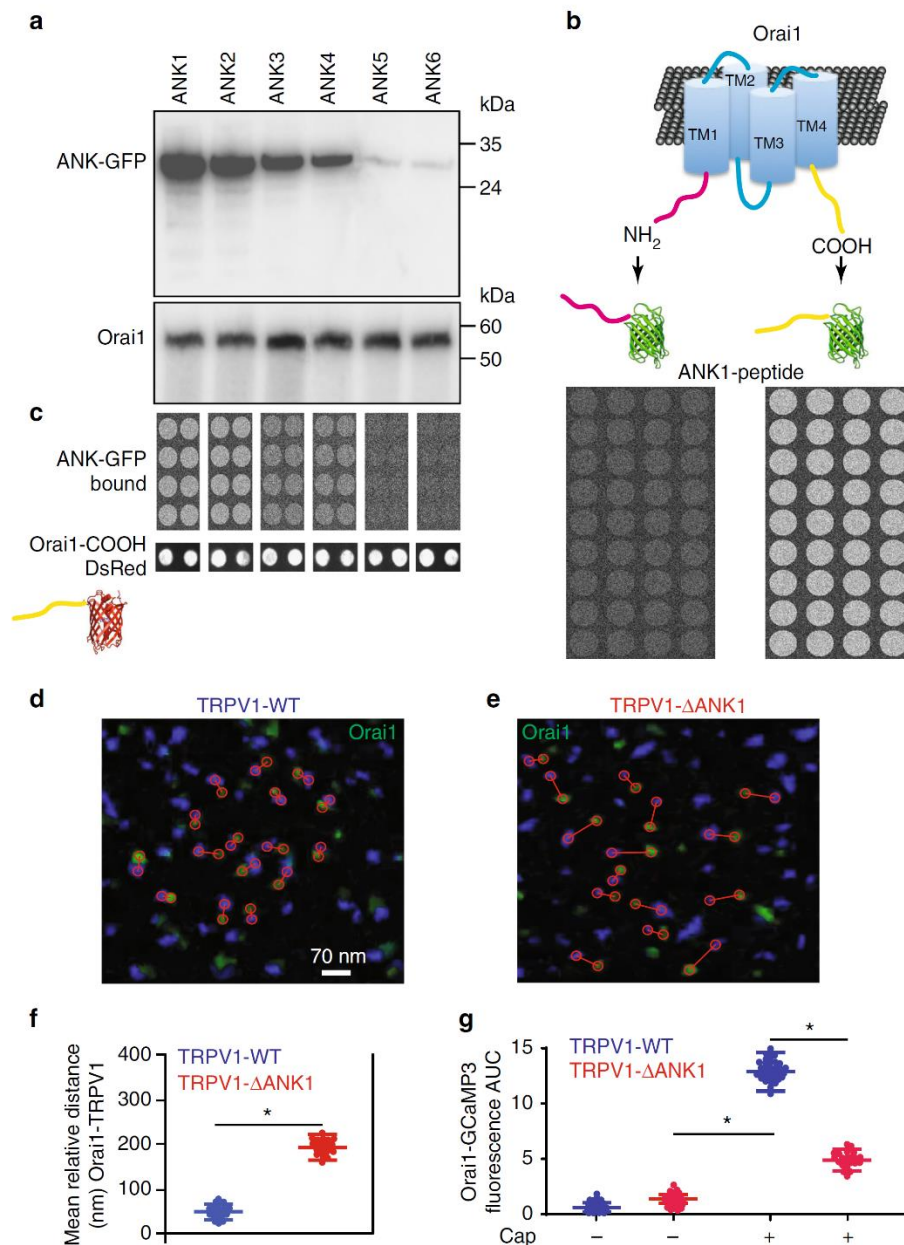 a
ANK1 ANK2 ANK3 ANK4 ANK5 ANK6
kDa
ANK-GFP
35
24
kDa
Orai1
60
50
b
Orai1
TM1 TM2 TM3 TM4
NH2
COOH
ANK1-peptide
c
ANK-GFP
bound
Orai1-COOH
DsRed
d
TRPV1-WT
Orai1
70 nm
e
TRPV1-ΔANK1
Orai1
f
Mean relative distance
(nm) Orai1-TRPV1
400
300
200
100
0
TRPV1-WT
TRPV1-ΔANK1
*
g
Orai1-GCaMP3
fluorescence AUC
15
10
5
0
TRPV1-WT
TRPV1-ΔANK1
*
*
Cap – – + +